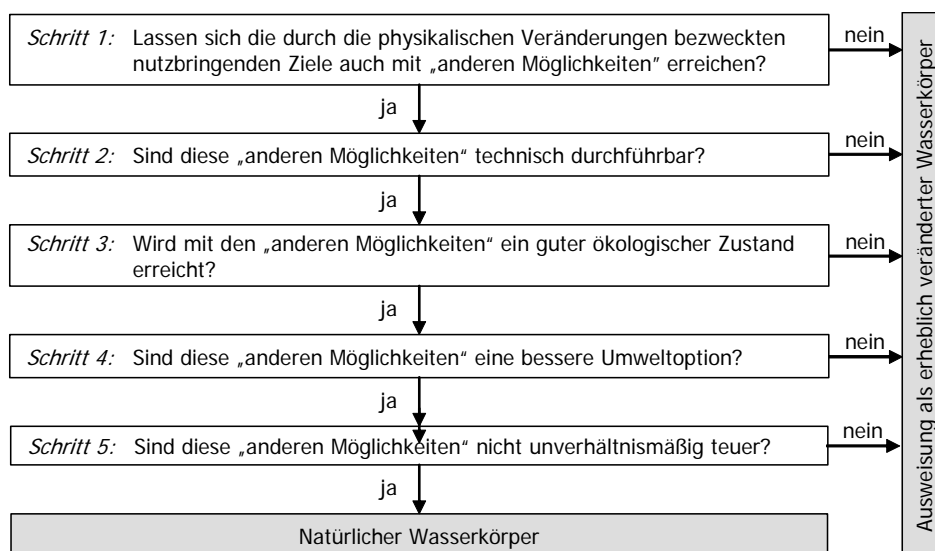 Schritt 1: Lassen sich die durch die physikalischen Veränderungen bezweckten
nutzbringenden Ziele auch mit „anderen Möglichkeiten“ erreichen?
nein
ja
Schritt 2: Sind diese „anderen Möglichkeiten“ technisch durchführbar?
nein
ja
Schritt 3: Wird mit den „anderen Möglichkeiten“ ein guter ökologischer Zustand
erreicht?
nein
ja
Schritt 4: Sind diese „anderen Möglichkeiten“ eine bessere Umweltoption?
nein
ja
Schritt 5: Sind diese „anderen Möglichkeiten“ nicht unverhältnismäßig teuer?
nein
ja
Natürlicher Wasserkörper
Ausweisung als erheblich veränderter Wasserkörper